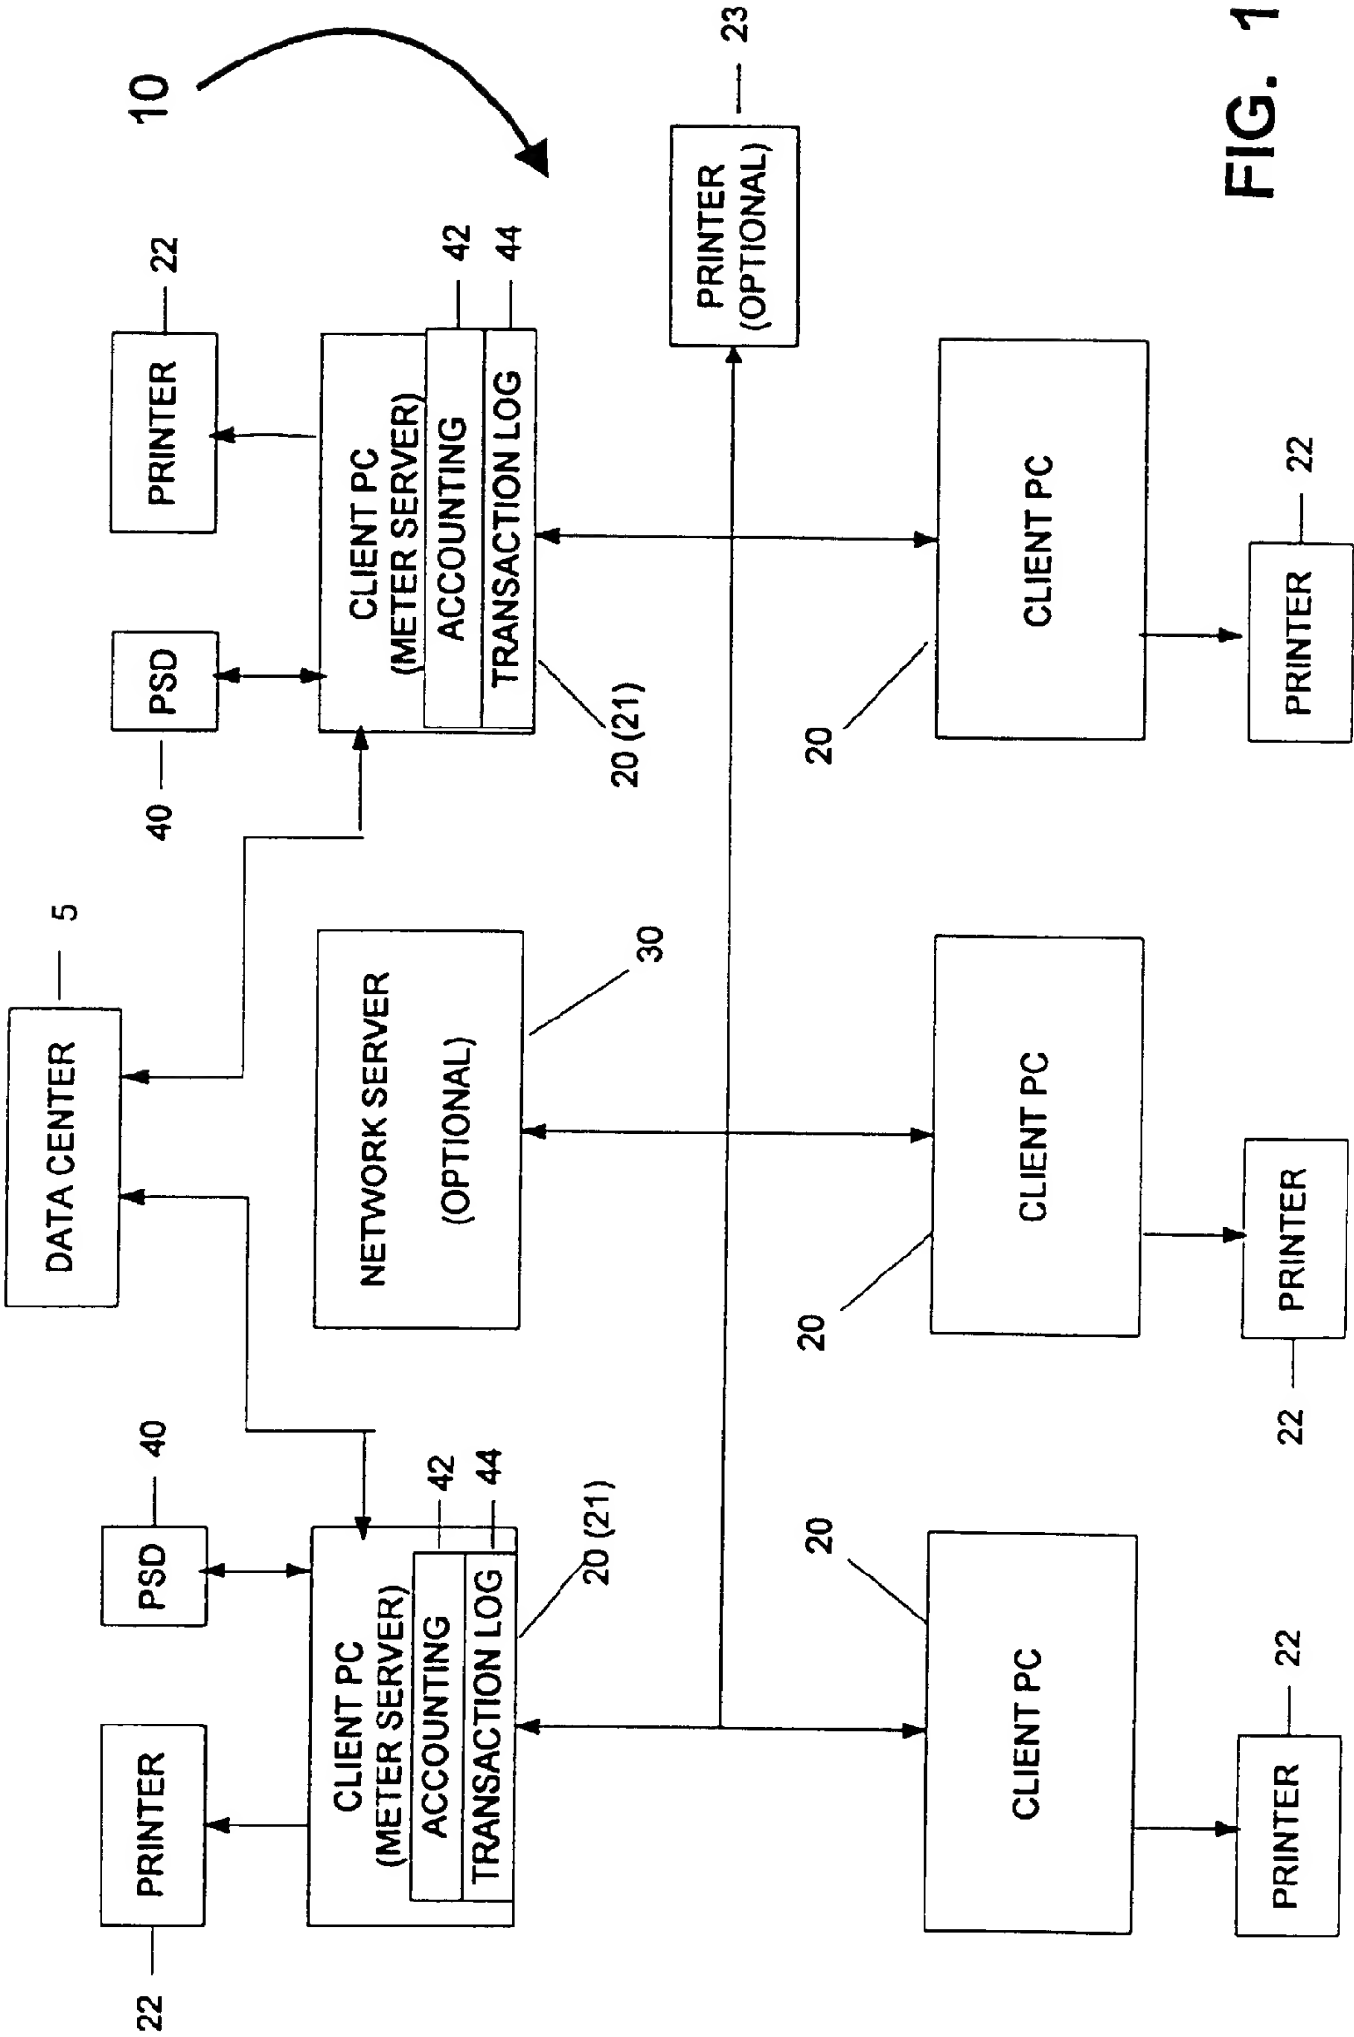 10
DATA CENTER
5
22
PRINTER
PSD
40
40
PSD
PRINTER
22
CLIENT PC
(METER SERVER)
ACCOUNTING
42
TRANSACTION LOG
44
20 (21)
NETWORK SERVER
(OPTIONAL)
30
CLIENT PC
(METER SERVER)
ACCOUNTING
42
TRANSACTION LOG
44
20 (21)
PRINTER
(OPTIONAL)
23
20
CLIENT PC
20
CLIENT PC
20
CLIENT PC
PRINTER
22
22
PRINTER
PRINTER
22
FIG. 1